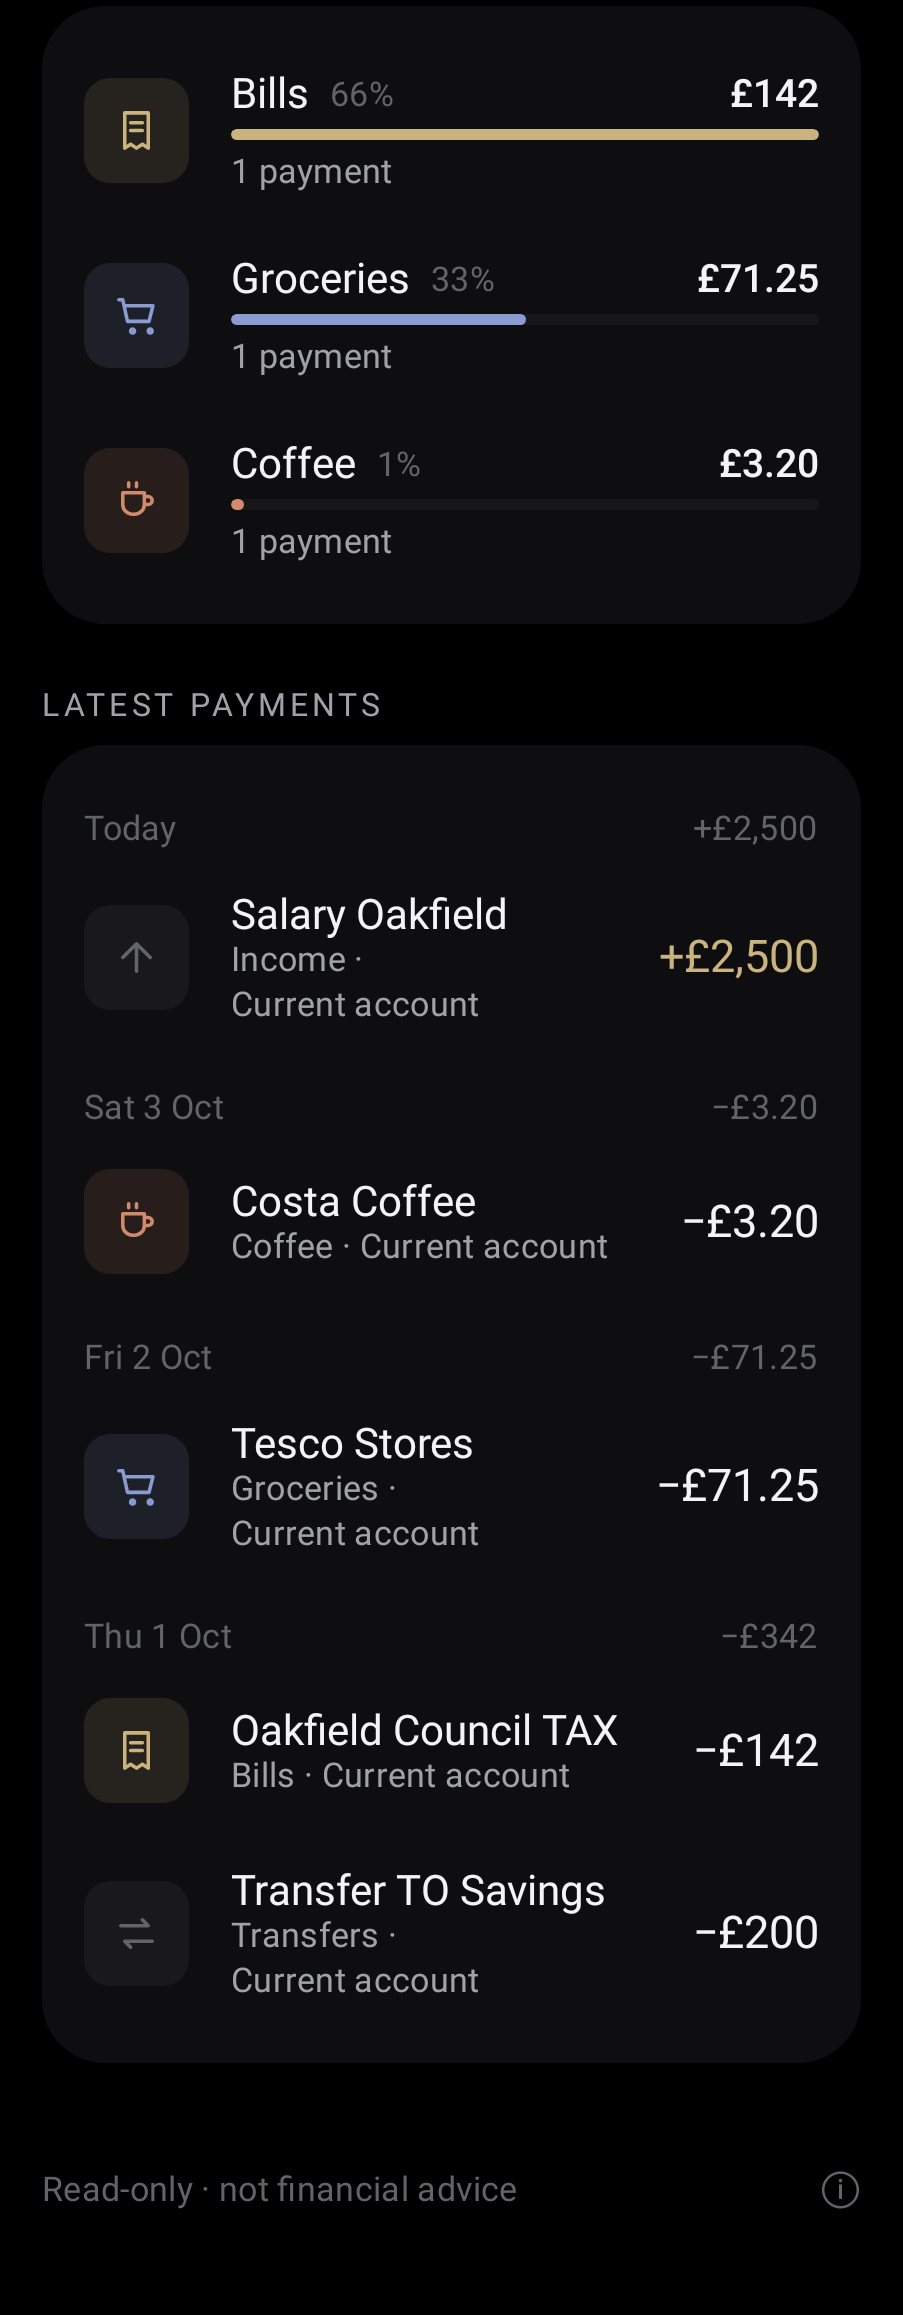 Bills 66% £142
1 payment
Groceries 33% £71.25
1 payment
Coffee 1% £3.20
1 payment
LATEST PAYMENTS
Today +£2,500
Salary Oakfield
Income ·
Current account
+£2,500
Sat 3 Oct −£3.20
Costa Coffee
Coffee · Current account
−£3.20
Fri 2 Oct −£71.25
Tesco Stores
Groceries ·
Current account
−£71.25
Thu 1 Oct −£342
Oakfield Council TAX
Bills · Current account
−£142
Transfer TO Savings
Transfers ·
Current account
−£200
Read-only · not financial advice